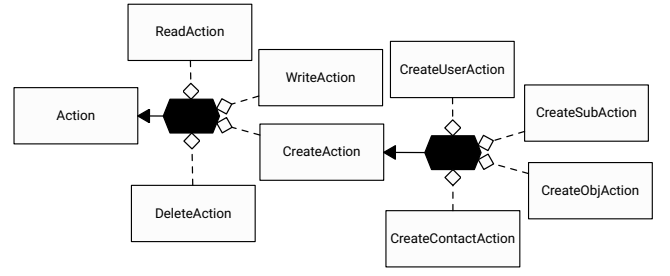 ReadAction
WriteAction
CreateUserAction
Action
CreateSubAction
CreateAction
CreateObjAction
DeleteAction
CreateContactAction